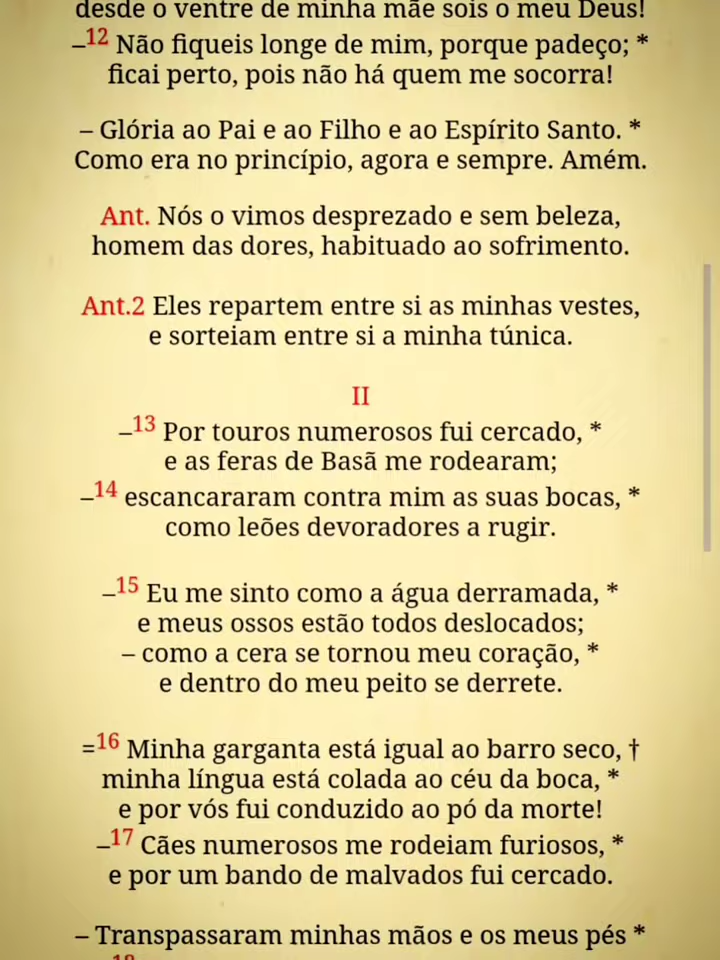 desde o ventre de minha mãe sois o meu Deus!
–12 Não fiqueis longe de mim, porque padeço; *
ficai perto, pois não há quem me socorra!
– Glória ao Pai e ao Filho e ao Espírito Santo. *
Como era no princípio, agora e sempre. Amém.
Ant. Nós o vimos desprezado e sem beleza,
homem das dores, habituado ao sofrimento.
Ant.2 Eles repartem entre si as minhas vestes,
e sorteiam entre si a minha túnica.
II
–13 Por touros numerosos fui cercado, *
e as feras de Basã me rodearam;
–14 escancararam contra mim as suas bocas, *
como leões devoradores a rugir.
–15 Eu me sinto como a água derramada, *
e meus ossos estão todos deslocados;
– como a cera se tornou meu coração, *
e dentro do meu peito se derrete.
=16 Minha garganta está igual ao barro seco, †
minha língua está colada ao céu da boca, *
e por vós fui conduzido ao pó da morte!
–17 Cães numerosos me rodeiam furiosos, *
e por um bando de malvados fui cercado.
– Transpassaram minhas mãos e os meus pés *
18